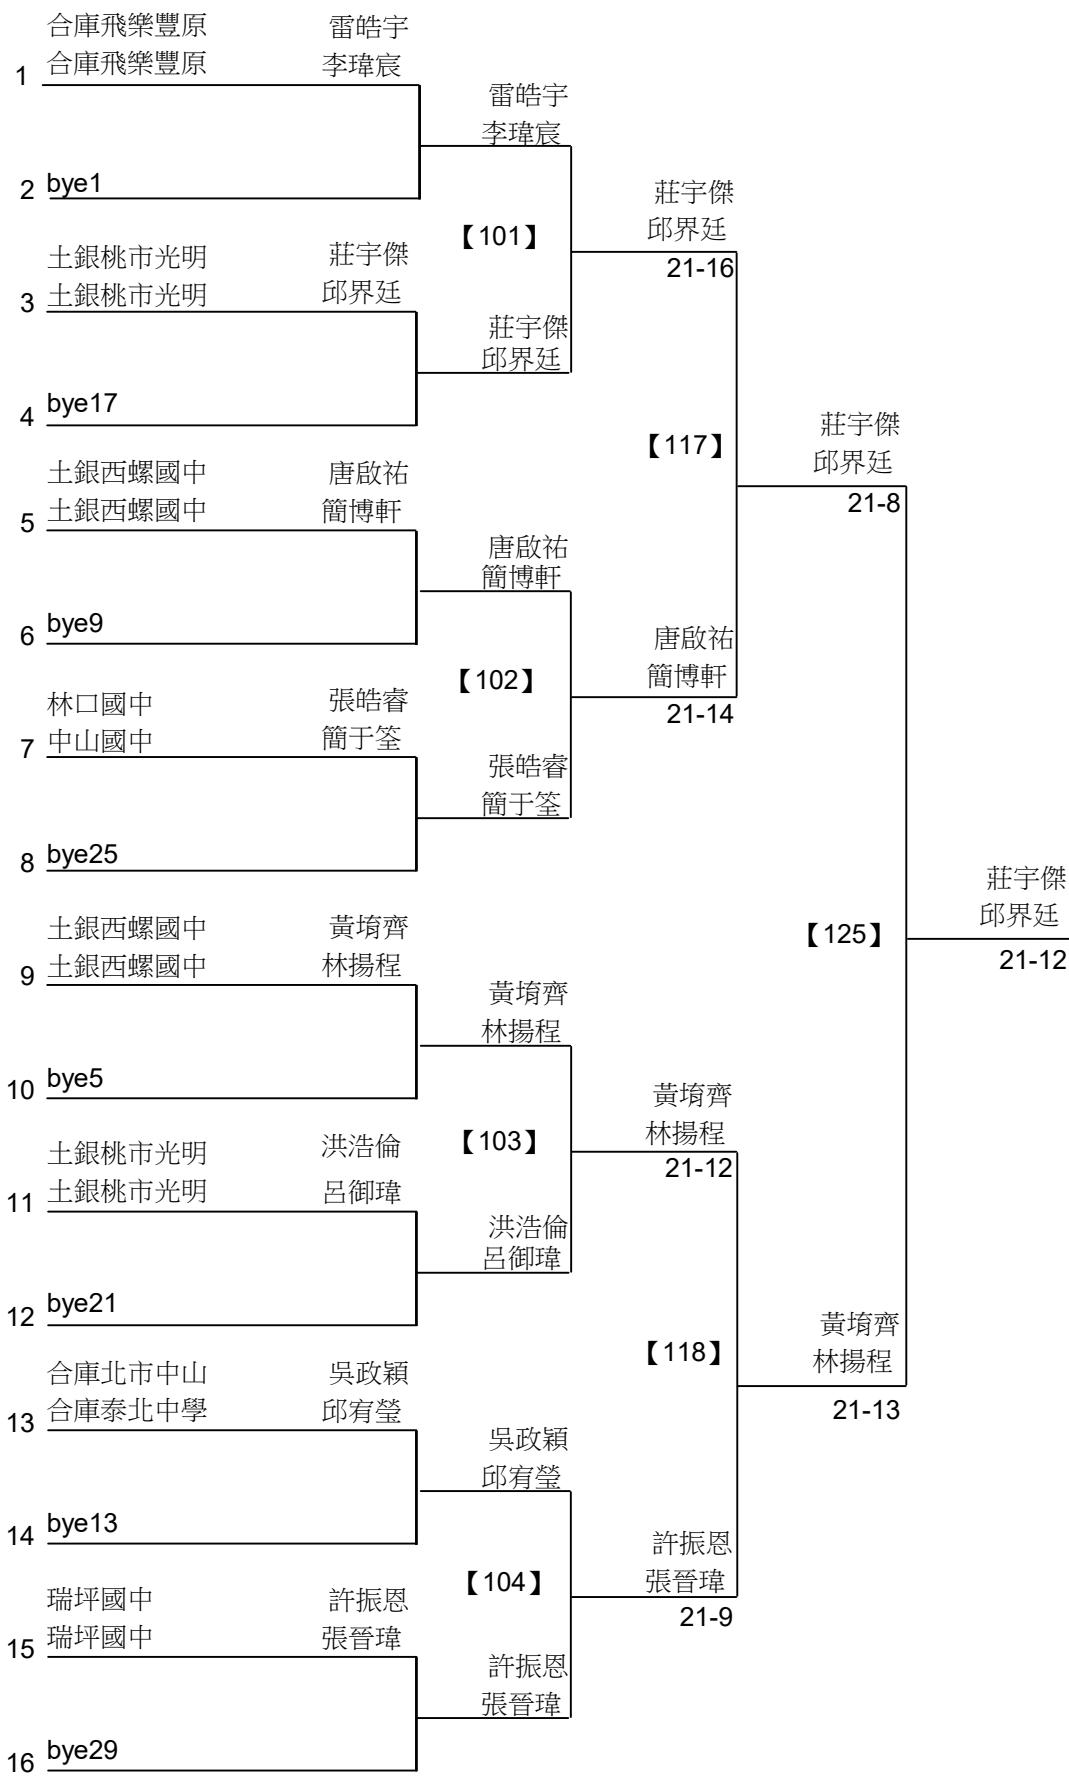 合庫飛樂豐原 雷皓宇
1 合庫飛樂豐原 李瑋宸
雷皓宇
李瑋宸
2 bye1
莊宇傑
邱界廷
21-16
【101】
土銀桃市光明 莊宇傑
3 土銀桃市光明 邱界廷
莊宇傑
邱界廷
4 bye17
【117】
莊宇傑
邱界廷
21-8
土銀西螺國中 唐啟祐
5 土銀西螺國中 簡博軒
唐啟祐
簡博軒
6 bye9
唐啟祐
簡博軒
21-14
【102】
林口國中 張皓睿
7 中山國中 簡于筌
張皓睿
簡于筌
8 bye25
【125】
莊宇傑
邱界廷
21-12
土銀西螺國中 黃堉齊
9 土銀西螺國中 林揚程
黃堉齊
林揚程
10 bye5
黃堉齊
林揚程
21-12
【103】
土銀桃市光明 洪浩倫
11 土銀桃市光明 呂御瑋
洪浩倫
呂御瑋
12 bye21
【118】
黃堉齊
林揚程
21-13
合庫北市中山 吳政穎
13 合庫泰北中學 邱宥瑩
吳政穎
邱宥瑩
14 bye13
許振恩
張晉瑋
21-9
【104】
瑞坪國中 許振恩
15 瑞坪國中 張晉瑋
許振恩
張晉瑋
16 bye29